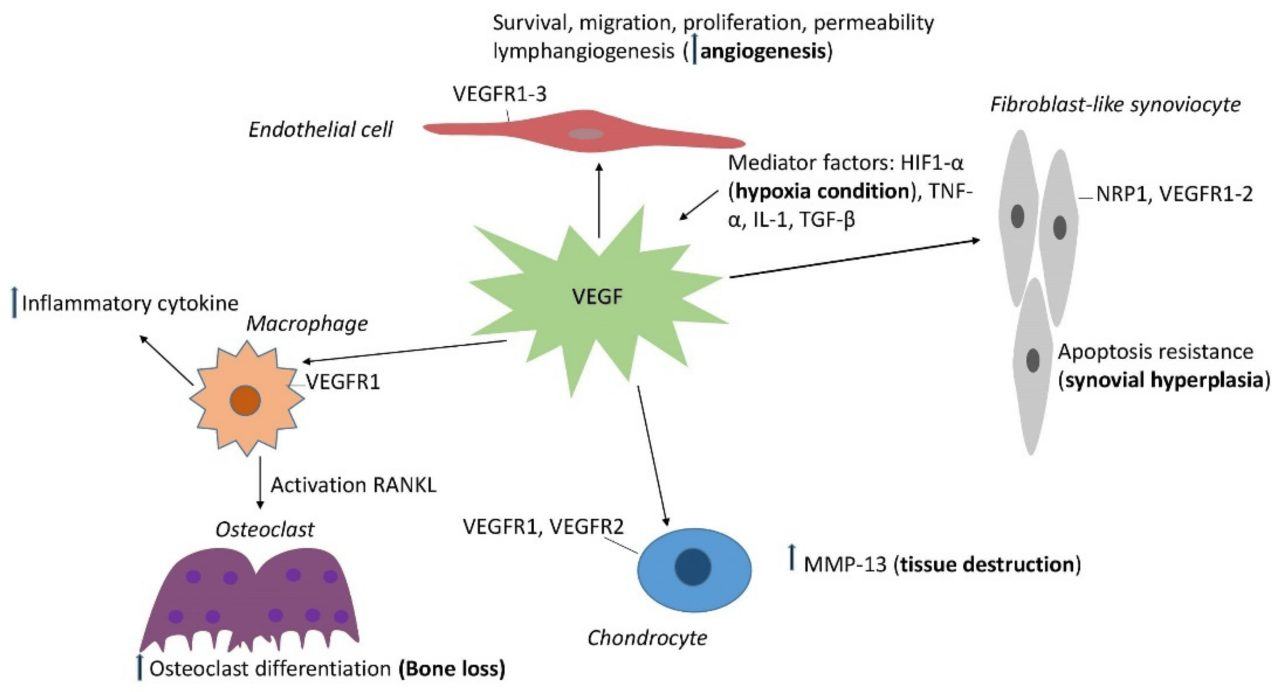 Survival, migration, proliferation, permeability
lymphangiogenesis (angiogenesis)
VEGFR1-3
Endothelial cell
Fibroblast-like synoviocyte
Mediator factors: HIF1-α
(hypoxia condition), TNF-
α, IL-1, TGF-β
NRP1, VEGFR1-2
VEGF
Inflammatory cytokine
Macrophage
VEGFR1
Apoptosis resistance
(synovial hyperplasia)
Activation RANKL
Osteoclast
VEGFR1, VEGFR2
MMP-13 (tissue destruction)
Chondrocyte
Osteoclast differentiation (Bone loss)